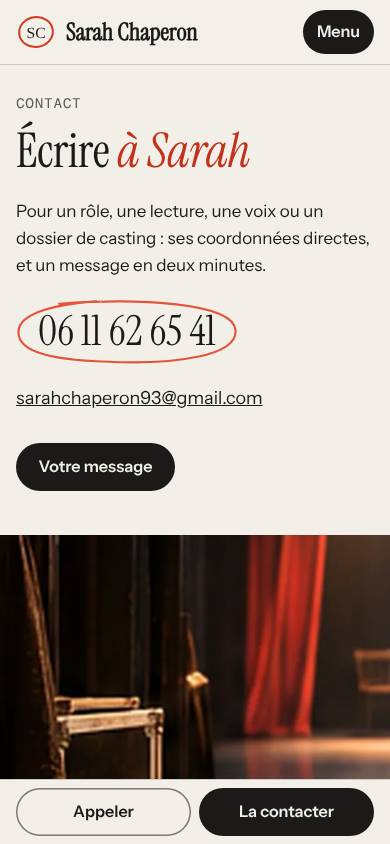 SC Sarah Chaperon Menu
CONTACT
Écrire à Sarah
Pour un rôle, une lecture, une voix ou un
dossier de casting : ses coordonnées directes,
et un message en deux minutes.
06 11 62 65 41
sarahchaperon93@gmail.com
Votre message
Appeler La contacter